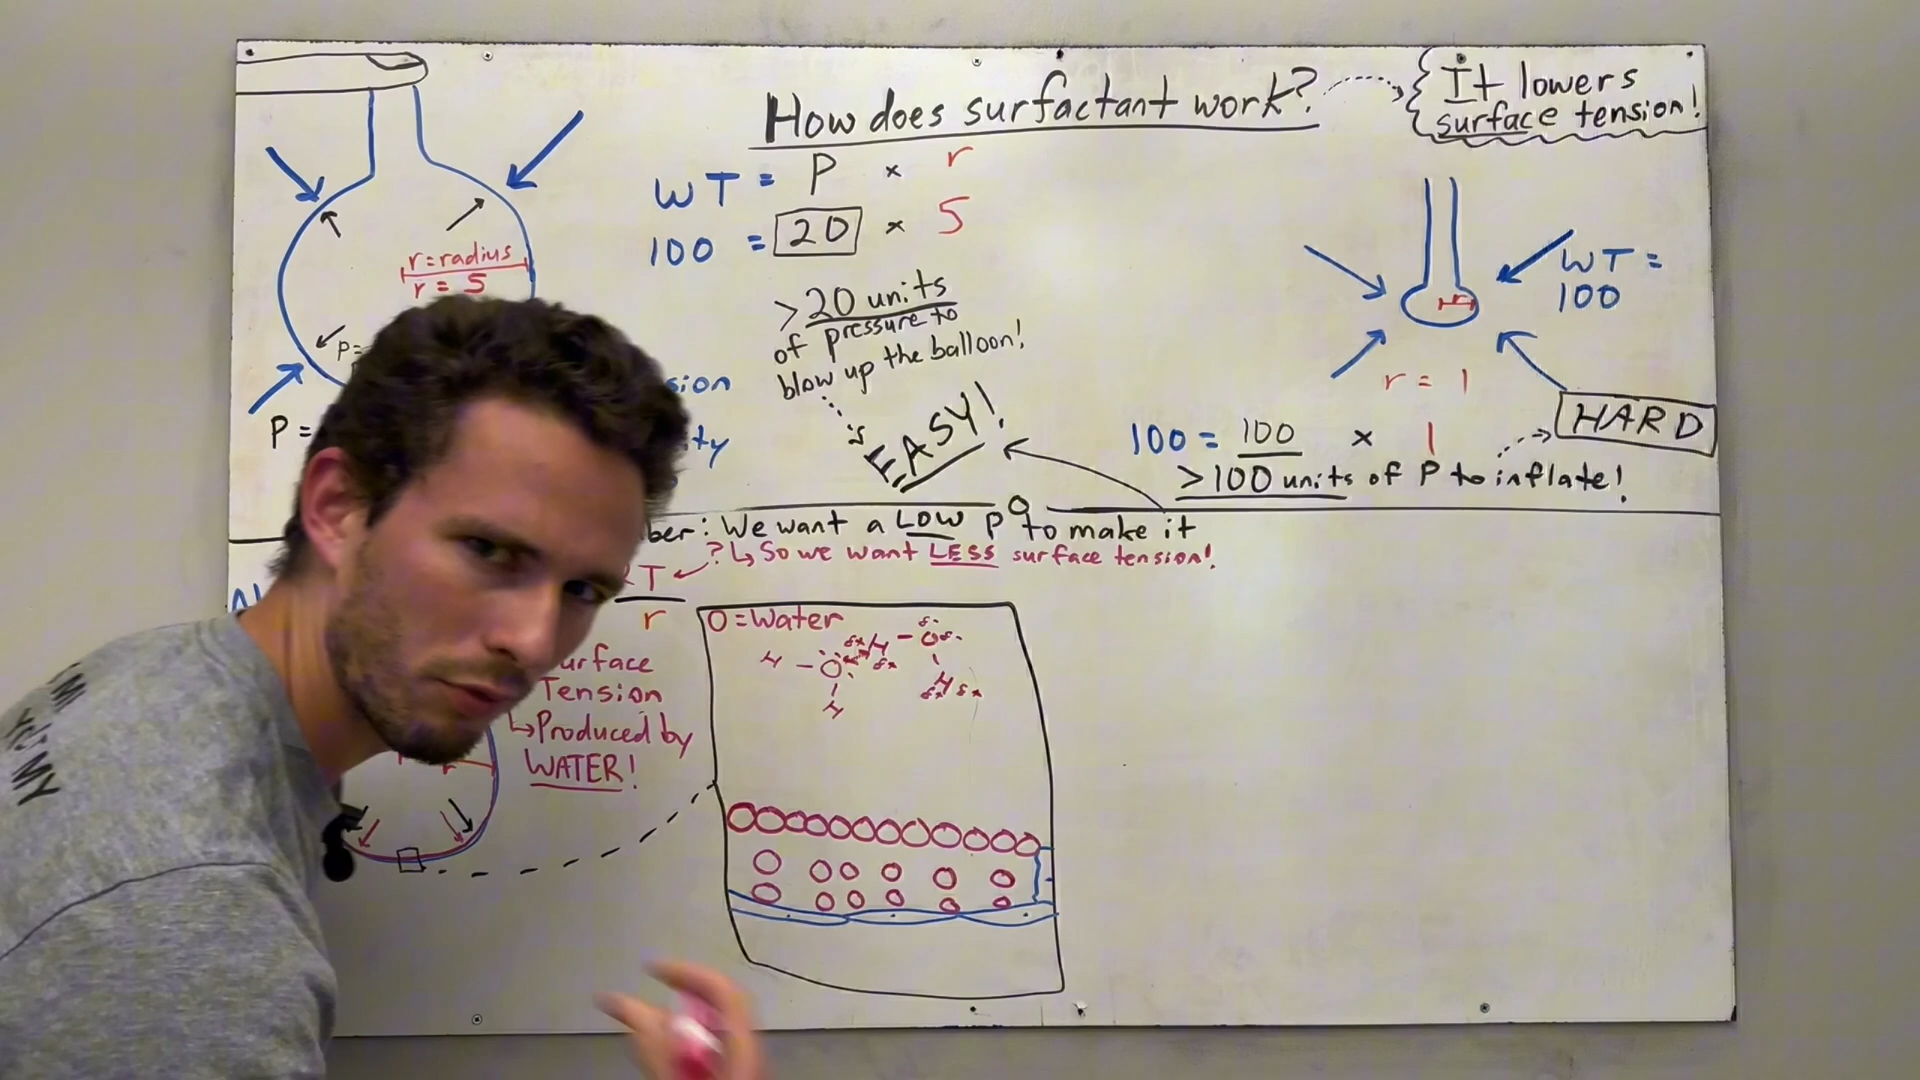 How does surfactant work?
It lowers
surface tension!
WT = P × r
100 = 20 × 5
r=radius
r = 5
P=
P =
>20 units
of pressure to
blow up the balloon!
is
EASY!
WT =
100
r
r = 1
HARD
100 = 100 × 1
>100 units of P to inflate!
We want a LOW P to make it
? ↳ So we want LESS surface tension!
T
r
Tension
↳Produced by
WATER!
r
O=Water
H - O
H
H - O
H
δ+ δ+
δ- δ-
δ+ δ+